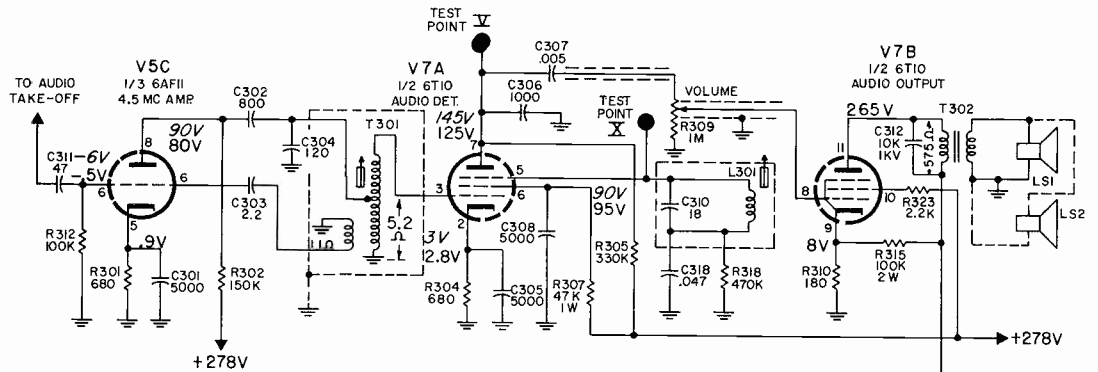 TEST
POINT V
TO AUDIO
TAKE-OFF
V5C
1/3 6AF11
4.5 MC AMP
C302
800
V7A
1/2 6T10
AUDIO DET.
C307
.005
C306
1000
TEST
POINT
X
VOLUME
R309
1M
V7B
1/2 6T10
AUDIO OUTPUT
T302
265V
C312
10K
1KV
575Ω
LS1
LS2
C311
47
-6V
-5V
6
8
90V
80V
6
5
.9V
C303
2.2
C304
120
T301
5.2
Ω
145V
125V
7
3
5
6
2
3V
2.8V
90V
95V
C308
5000
L301
C310
18
11
8
10
9
R323
2.2K
8V
R315
100K
2W
R312
100K
R301
680
C301
5000
R302
150K
R304
680
C305
5000
R307
47K
1W
R305
330K
C318
.047
R318
470K
R310
180
+278V
+278V